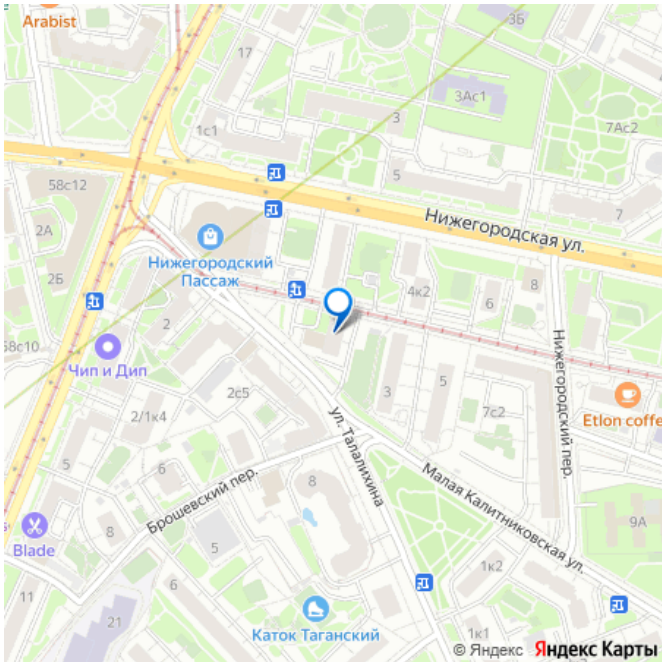 Arabist
3Б
17
3Ас1
1с1
3
7Ас2
58с12
5
7
2А
Нижегородская ул.
Нижегородский
Пассаж
2Б
4к2
8
6
58с10
2
Чип и Дип
Нижегородский пер.
2с5
3
5
Etlon coffe
2/1к4
7с2
ул. Талалихина
5
Брошевский пер.
8
Малая Калитниковская ул.
9А
8
Blade
5
6
1к2
11
21
Каток Таганский
1к1
© Яндекс Яндекс Карты